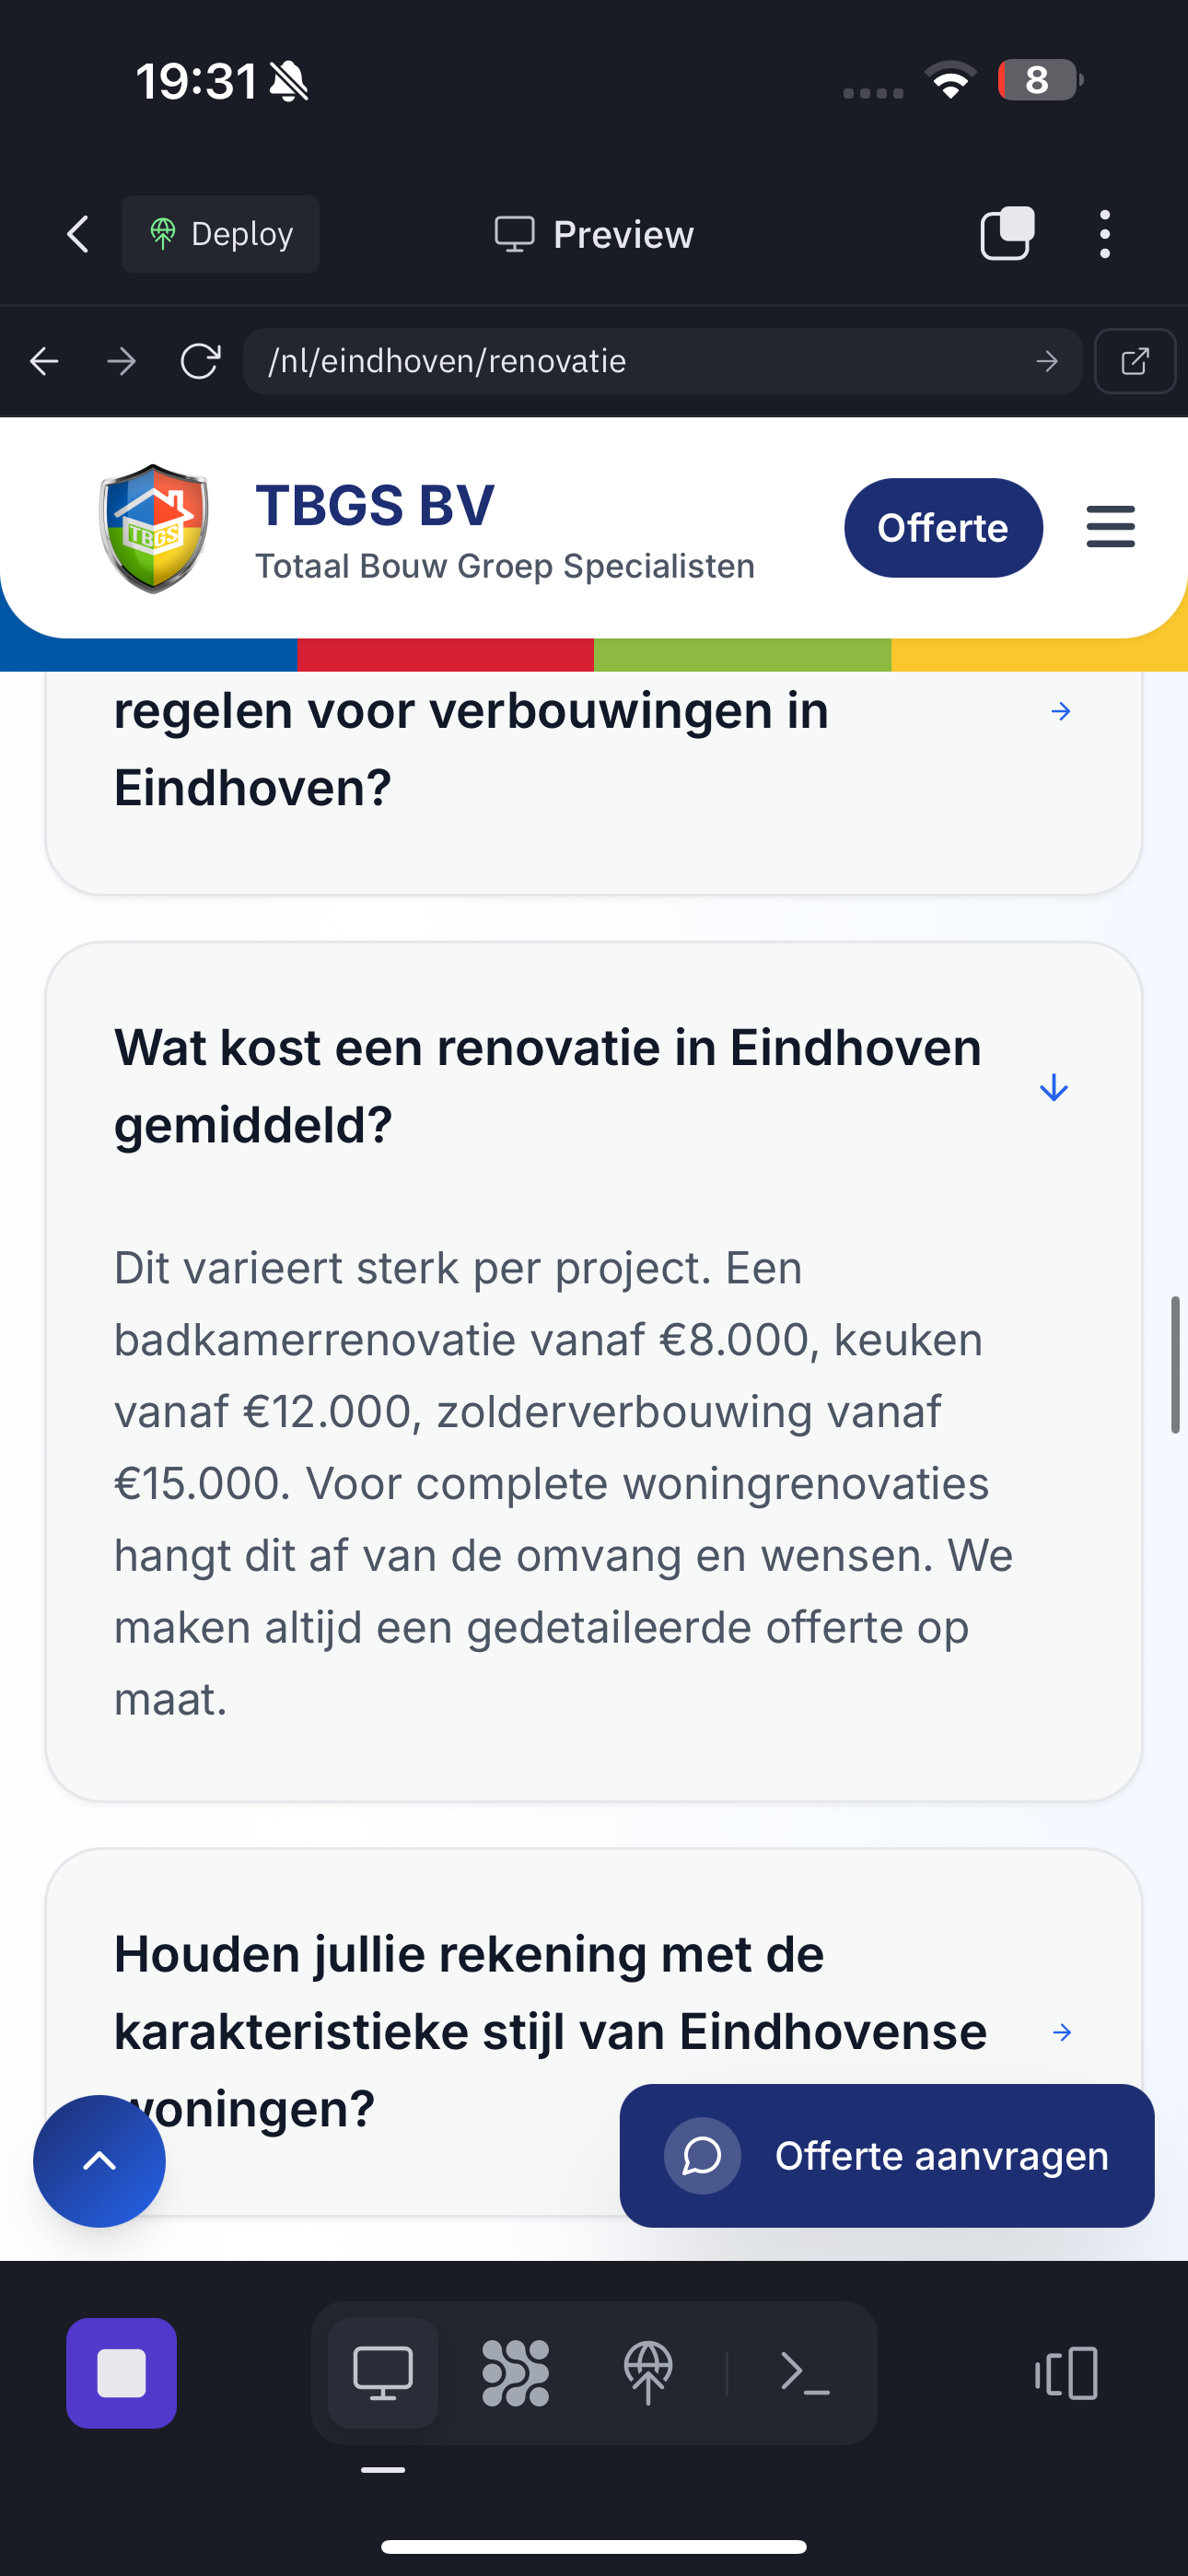 19:31
8
Deploy
Preview
/nl/eindhoven/renovatie
TBGS
TBGS BV
Totaal Bouw Groep Specialisten
Offerte
regelen voor verbouwingen in
Eindhoven?
Wat kost een renovatie in Eindhoven
gemiddeld?
Dit varieert sterk per project. Een
badkamerrenovatie vanaf €8.000, keuken
vanaf €12.000, zolderverbouwing vanaf
€15.000. Voor complete woningrenovaties
hangt dit af van de omvang en wensen. We
maken altijd een gedetaileerde offerte op
maat.
Houden jullie rekening met de
karakteristieke stijl van Eindhovense
woningen?
Offerte aanvragen